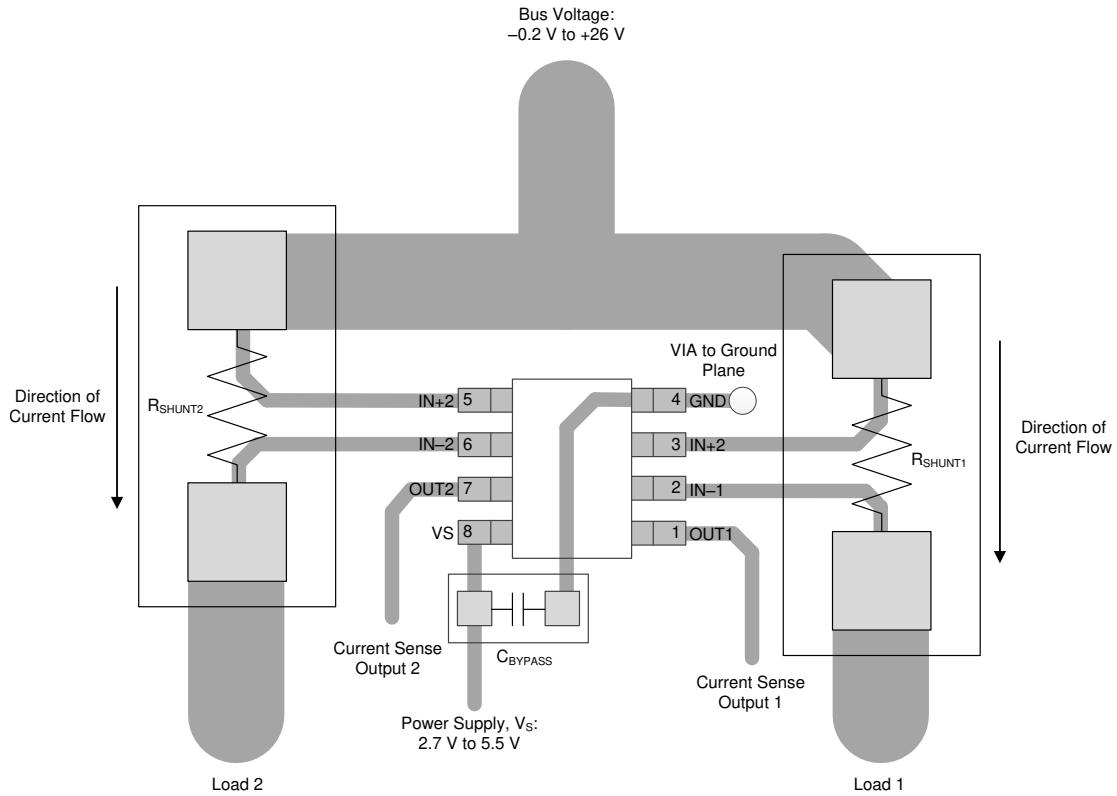 Bus Voltage:
–0.2 V to +26 V
Direction of
Current Flow
RSHUNT2
VIA to Ground
Plane
IN+2 5
4 GND
IN–2 6
3 IN+2
OUT2 7
2 IN–1
VS 8
1 OUT1
RSHUNT1
Direction of
Current Flow
CBYPASS
Current Sense
Output 2
Current Sense
Output 1
Power Supply, VS:
2.7 V to 5.5 V
Load 2
Load 1